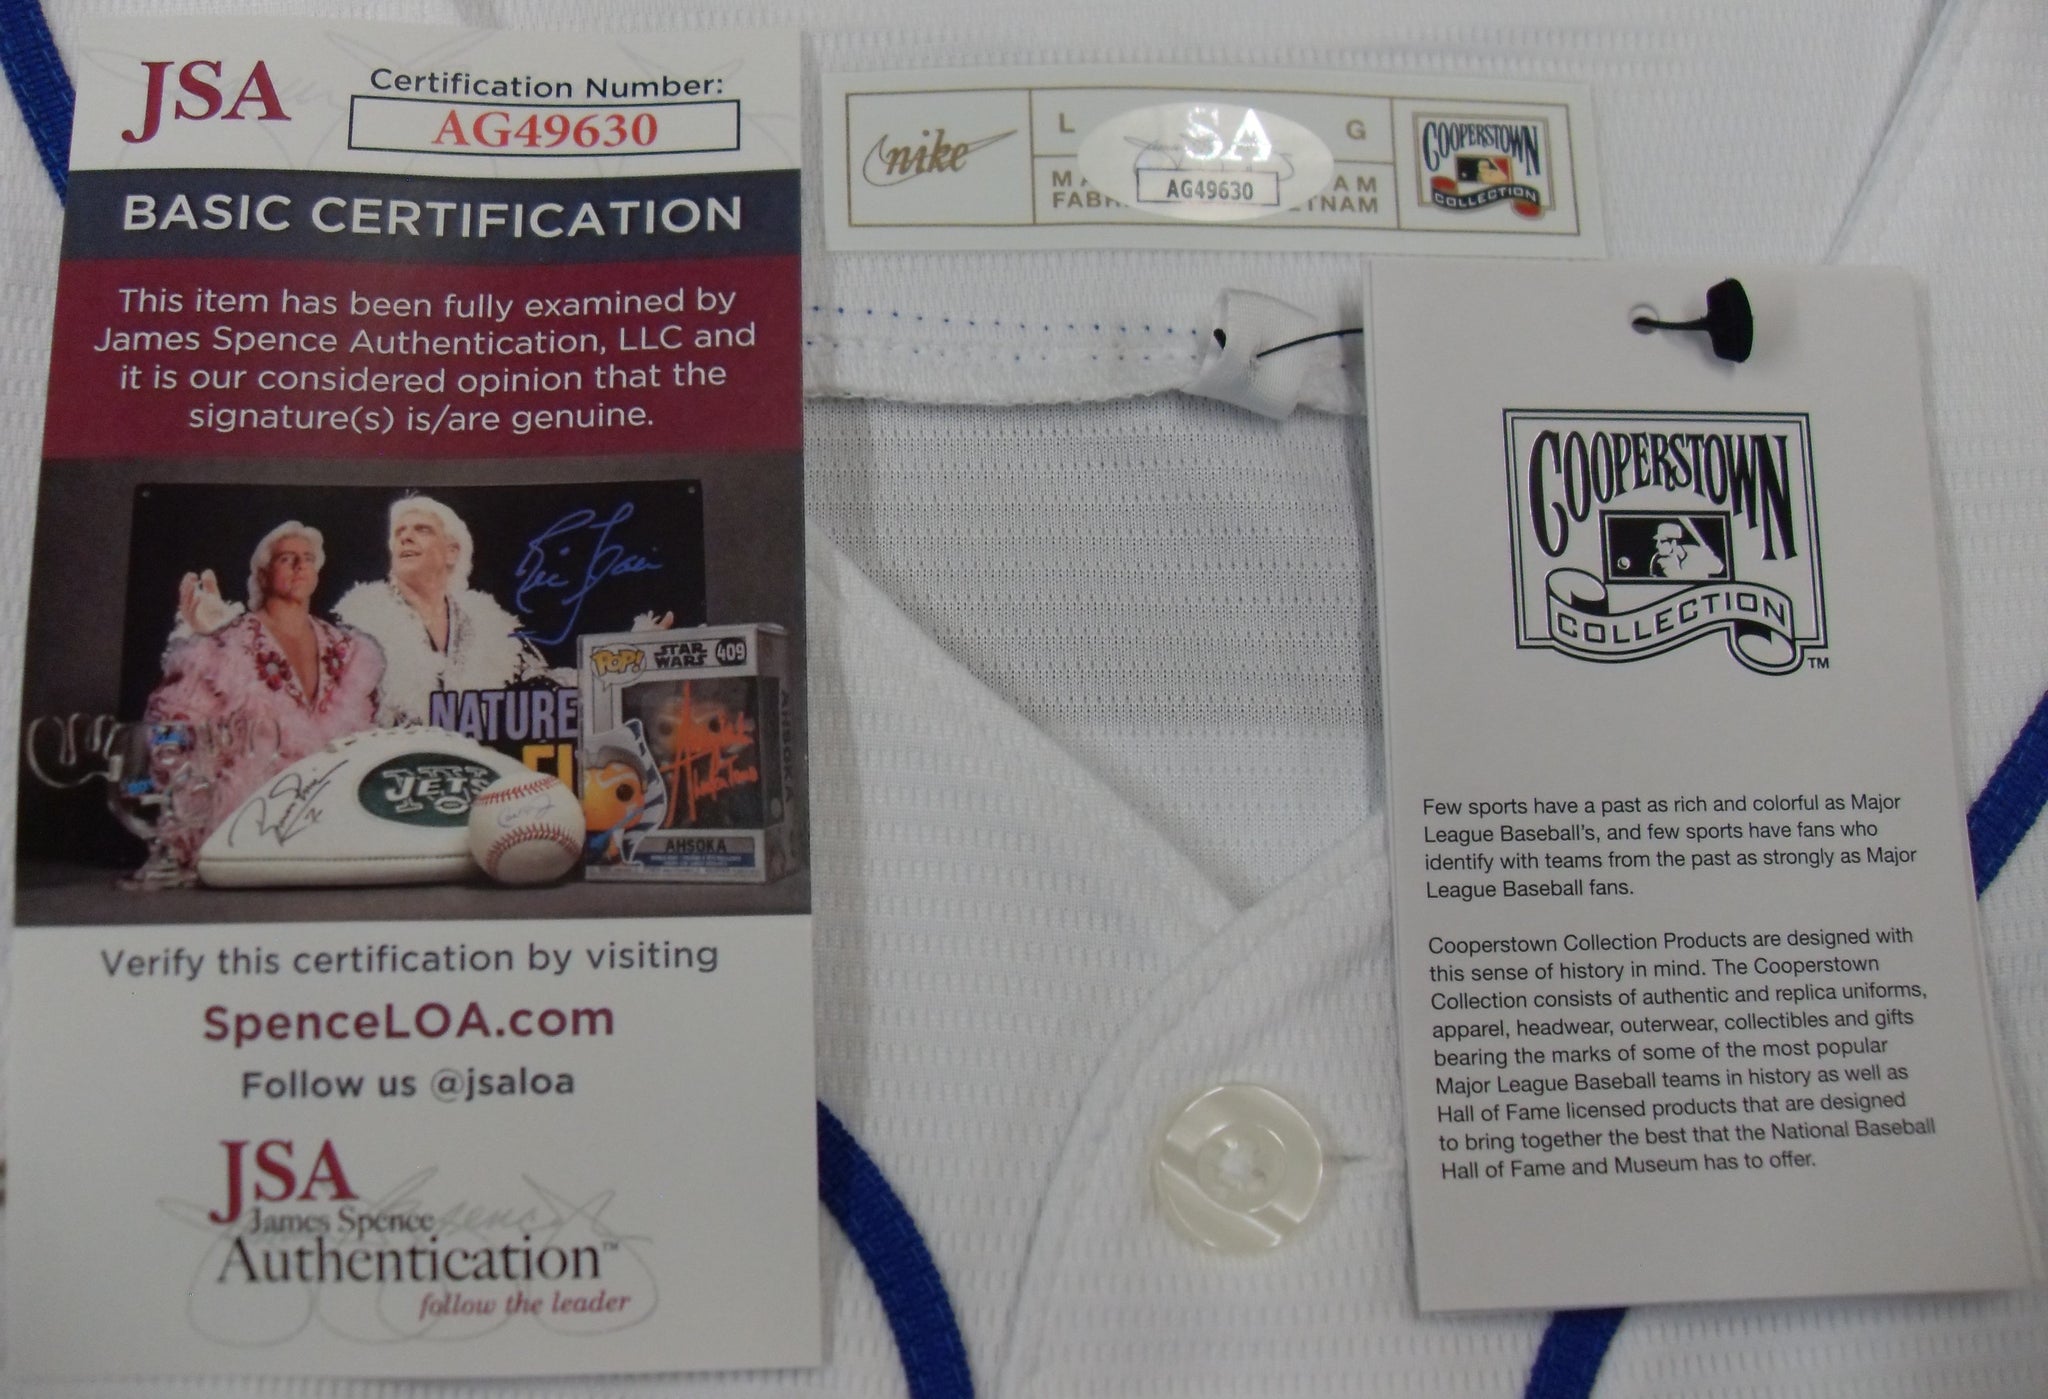 JSA
Certification Number:
AG49630
BASIC CERTIFICATION
This item has been fully examined by
James Spence Authentication, LLC and
it is our considered opinion that the
signature(s) is/are genuine.
NATURE
POP! STAR WARS 409
AHSOKA
AHSOKA
JETS
Verify this certification by visiting
SpenceLOA.com
Follow us @jsaloa
JSA
James Spence
Authentication™
follow the leader
nike
L G
SA
AG49630
COOPERSTOWN
COLLECTION
COOPERSTOWN
COLLECTION
™
Few sports have a past as rich and colorful as Major
League Baseball's, and few sports have fans who
identify with teams from the past as strongly as Major
League Baseball fans.
Cooperstown Collection Products are designed with
this sense of history in mind. The Cooperstown
Collection consists of authentic and replica uniforms,
apparel, headwear, outerwear, collectibles and gifts
bearing the marks of some of the most popular
Major League Baseball teams in history as well as
Hall of Fame licensed products that are designed
to bring together the best that the National Baseball
Hall of Fame and Museum has to offer.